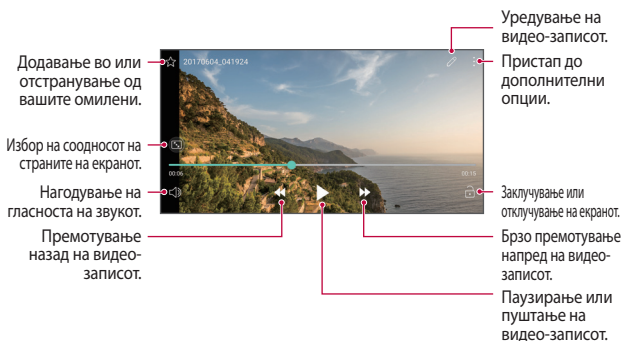 Уредување на
видео-записот.
Додавање во или
отстранување од
вашите омилени.
20170604_041924
Пристап до
дополнителни
опции.
Избор на соодносот на
страните на екранот.
00:06
00:15
Нагодување на
гласноста на звукот.
Заклучување или
отклучување на екранот.
Премотување
назад на видео-
записот.
Брзо премотување
напред на видео-
записот.
Паузирање или
пуштање на
видео-записот.